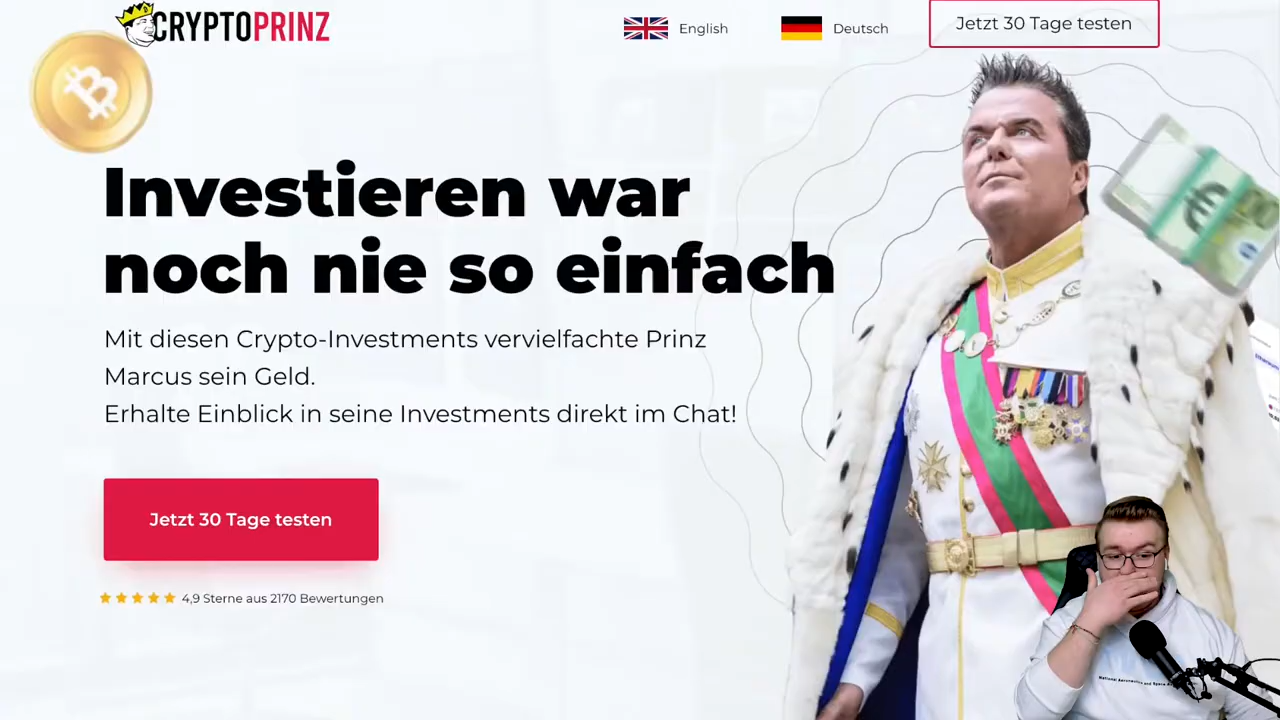 CRYPTOPRINZ
English
Deutsch
Jetzt 30 Tage testen
Investieren war
noch nie so einfach
Mit diesen Crypto-Investments vervielfachte Prinz
Marcus sein Geld.
Erhalte Einblick in seine Investments direkt im Chat!
Jetzt 30 Tage testen
4,9 Sterne aus 2170 Bewertungen